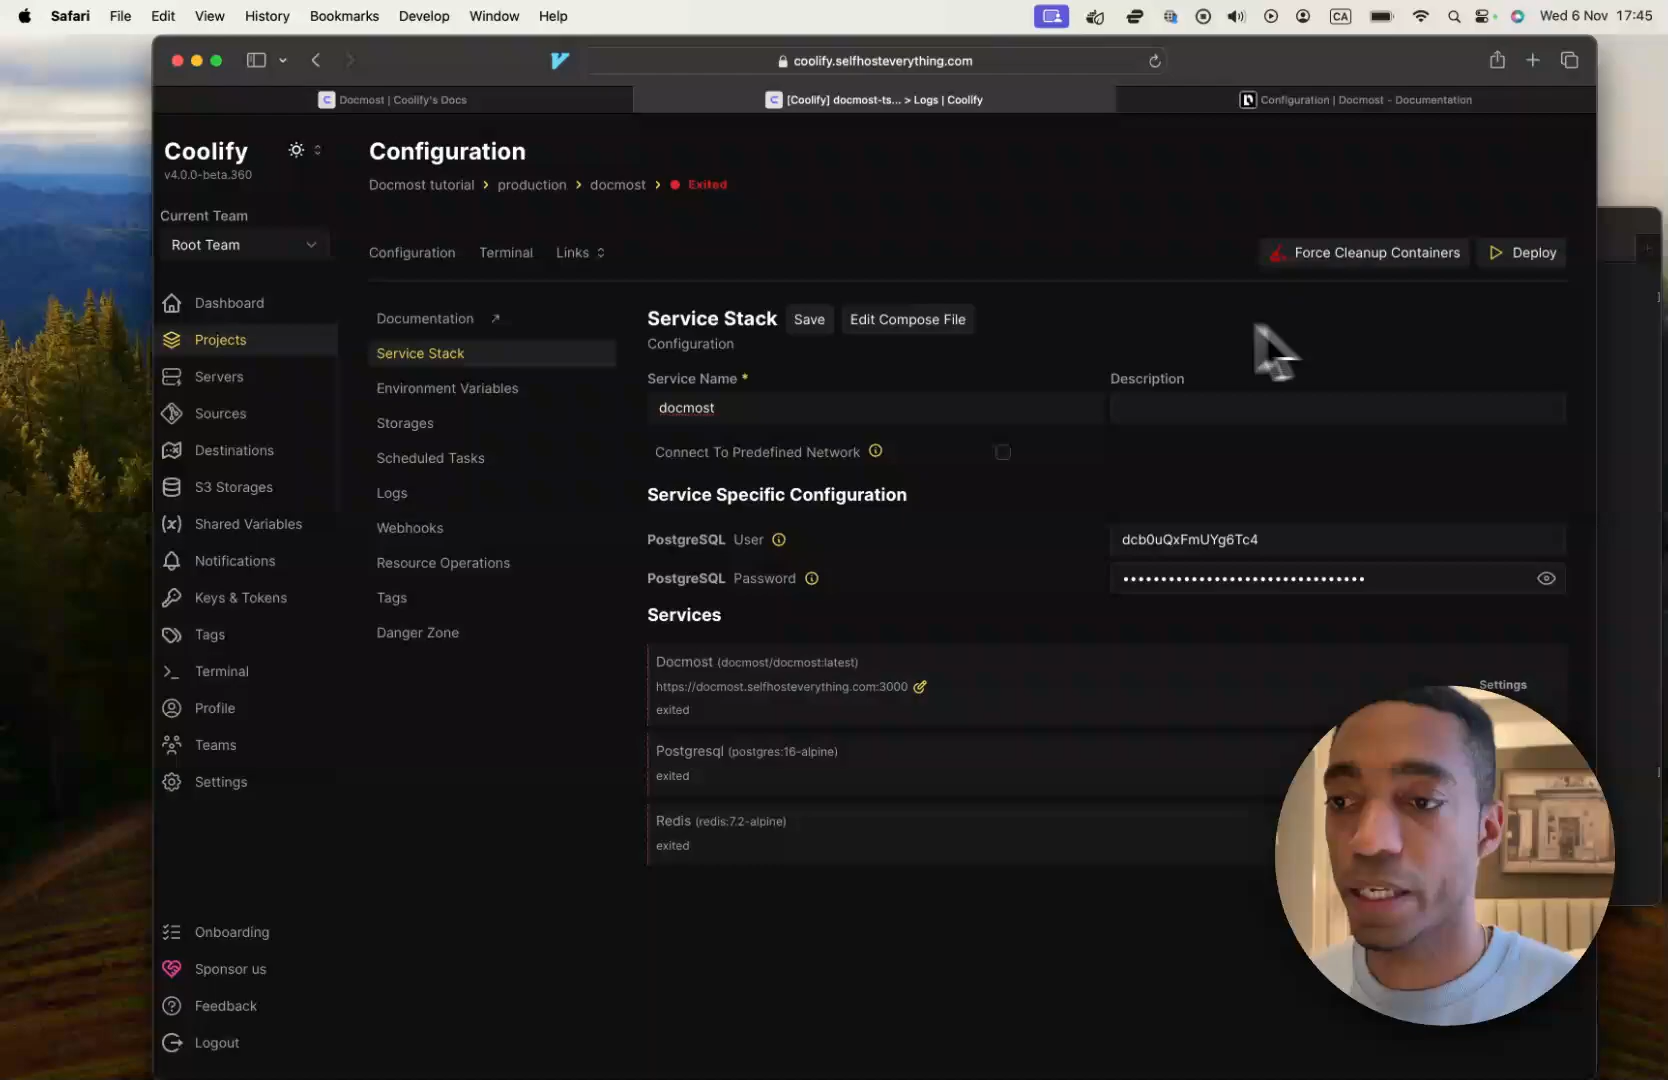 Safari File Edit View History Bookmarks Develop Window Help CA Wed 6 Nov 17:45
coolify.selfhosteverything.com
Docmost | Coolify's Docs
[Coolify] docmost-ts... > Logs | Coolify
Configuration | Docmost - Documentation
Coolify
v4.0.0-beta.360
Current Team
Root Team
Dashboard
Projects
Servers
Sources
Destinations
S3 Storages
Shared Variables
Notifications
Keys & Tokens
Tags
Terminal
Profile
Teams
Settings
Onboarding
Sponsor us
Feedback
Logout
Configuration
Docmost tutorial > production > docmost > Exited
Configuration Terminal Links
Force Cleanup Containers Deploy
Documentation
Service Stack
Environment Variables
Storages
Scheduled Tasks
Logs
Webhooks
Resource Operations
Tags
Danger Zone
Service Stack Save Edit Compose File
Configuration
Service Name * Description
docmost
Connect To Predefined Network
Service Specific Configuration
PostgreSQL User dcb0uQxFmUYg6Tc4
PostgreSQL Password ••••••••••••••••••••••••••••••••
Services
Docmost (docmost/docmost:latest)
https://docmost.selfhosteverything.com:3000 Settings
exited
Postgresql (postgres:16-alpine)
exited
Redis (redis:7.2-alpine)
exited